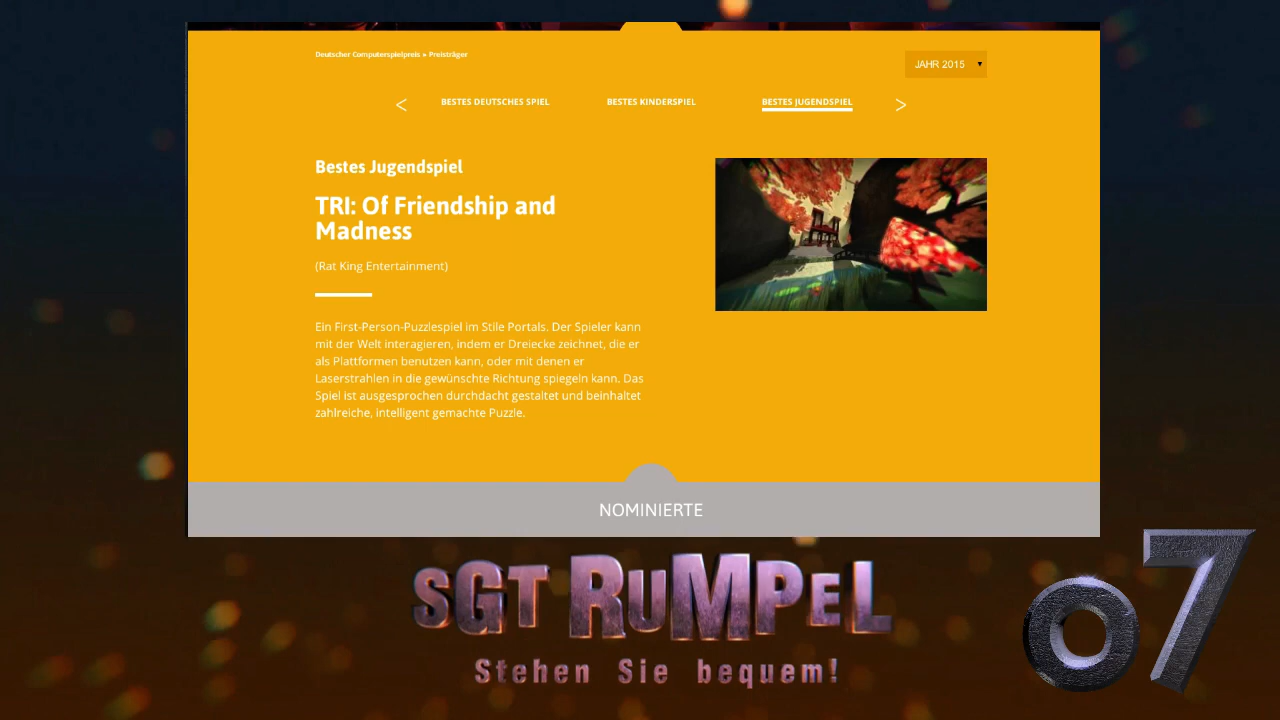 Deutscher Computerspielpreis » Preisträger
JAHR 2015
< BESTES DEUTSCHES SPIEL BESTES KINDERSPIEL BESTES JUGENDSPIEL >
Bestes Jugendspiel
TRI: Of Friendship and
Madness
(Rat King Entertainment)
Ein First-Person-Puzzlespiel im Stile Portals. Der Spieler kann
mit der Welt interagieren, indem er Dreiecke zeichnet, die er
als Plattformen benutzen kann, oder mit denen er
Laserstrahlen in die gewünschte Richtung spiegeln kann. Das
Spiel ist ausgesprochen durchdacht gestaltet und beinhaltet
zahlreiche, intelligent gemachte Puzzle.
NOMINIERTE
SGT RuMPeL
Stehen Sie bequem!
o7